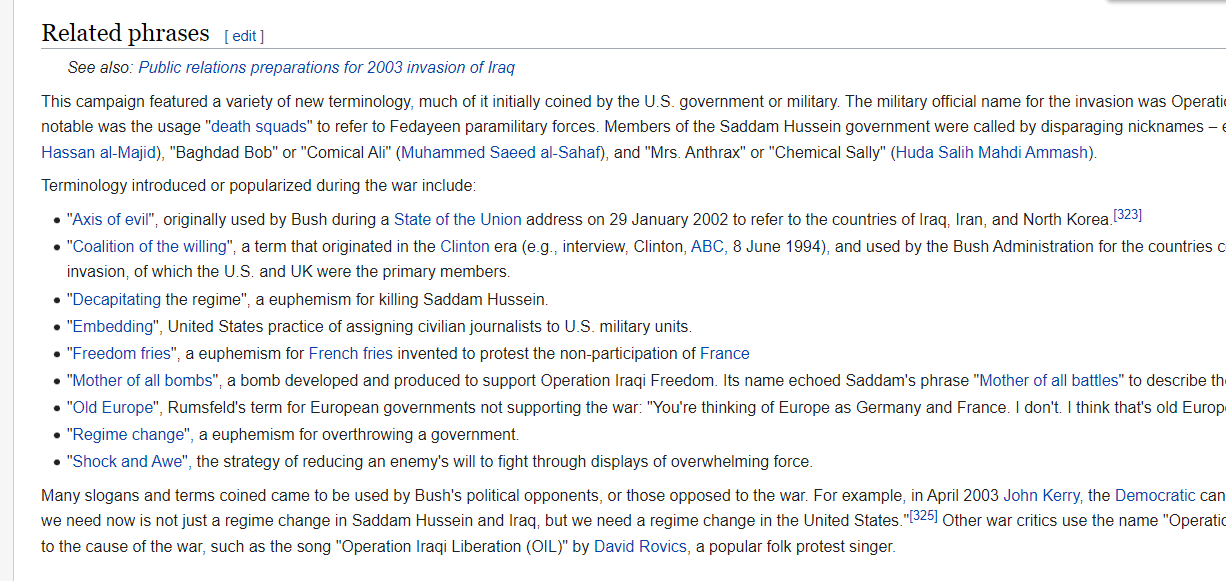 Related phrases [ edit ]
See also: Public relations preparations for 2003 invasion of Iraq
This campaign featured a variety of new terminology, much of it initially coined by the U.S. government or military. The military official name for the invasion was
notable was the usage "death squads" to refer to Fedayeen paramilitary forces. Members of the Saddam Hussein government were called by disparaging nicknames –
Hassan al-Majid), "Baghdad Bob" or "Comical Ali" (Muhammed Saeed al-Sahaf), and "Mrs. Anthrax" or "Chemical Sally" (Huda Salih Mahdi Ammash).
Terminology introduced or popularized during the war include:
• "Axis of evil", originally used by Bush during a State of the Union address on 29 January 2002 to refer to the countries of Iraq, Iran, and North Korea.[323]
• "Coalition of the willing", a term that originated in the Clinton era (e.g., interview, Clinton, ABC, 8 June 1994), and used by the Bush Administration for the countries
invasion, of which the U.S. and UK were the primary members.
• "Decapitating the regime", a euphemism for killing Saddam Hussein.
• "Embedding", United States practice of assigning civilian journalists to U.S. military units.
• "Freedom fries", a euphemism for French fries invented to protest the non-participation of France
• "Mother of all bombs", a bomb developed and produced to support Operation Iraqi Freedom. Its name echoed Saddam's phrase "Mother of all battles" to describe
• "Old Europe", Rumsfeld's term for European governments not supporting the war: "You're thinking of Europe as Germany and France. I don't. I think that's old
• "Regime change", a euphemism for overthrowing a government.
• "Shock and Awe", the strategy of reducing an enemy's will to fight through displays of overwhelming force.
Many slogans and terms coined came to be used by Bush's political opponents, or those opposed to the war. For example, in April 2003 John Kerry, the Democratic
we need now is not just a regime change in Saddam Hussein and Iraq, but we need a regime change in the United States."[325] Other war critics use the name
to the cause of the war, such as the song "Operation Iraqi Liberation (OIL)" by David Rovics, a popular folk protest singer.